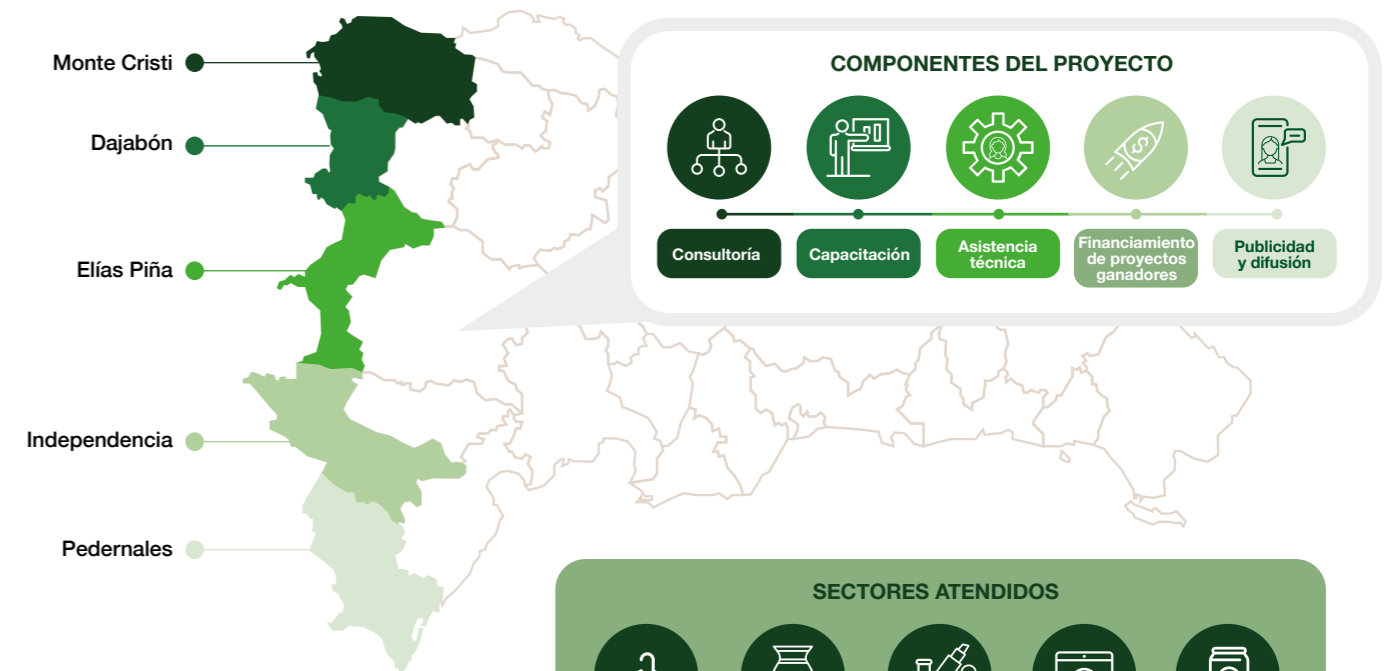 Monte Cristi
Dajabón
Elías Piña
Independencia
Pedernales
COMPONENTES DEL PROYECTO
Consultoría
Capacitación
Asistencia
técnica
Financiamiento
de proyectos
ganadores
Publicidad
y difusión
SECTORES ATENDIDOS